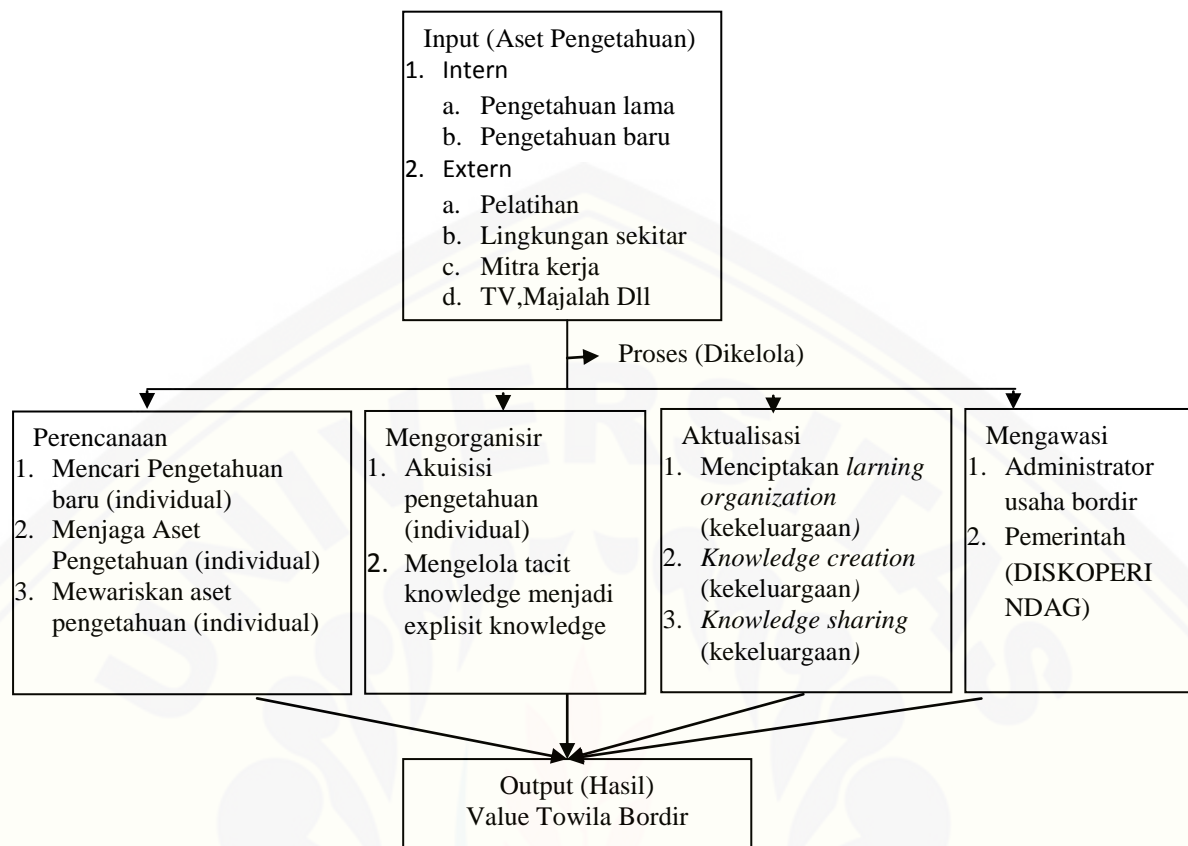 Input (Aset Pengetahuan)
1. Intern
a. Pengetahuan lama
b. Pengetahuan baru
2. Extern
a. Pelatihan
b. Lingkungan sekitar
c. Mitra kerja
d. TV,Majalah Dll
Proses (Dikelola)
Perencanaan
1. Mencari Pengetahuan
baru (individual)
2. Menjaga Aset
Pengetahuan (individual)
3. Mewariskan aset
pengetahuan (individual)
Mengorganisir
1. Akuisisi
pengetahuan
(individual)
2. Mengelola tacit
knowledge menjadi
explisit knowledge
Aktualisasi
1. Menciptakan larning
organization
(kekeluargaan)
2. Knowledge creation
(kekeluargaan)
3. Knowledge sharing
(kekeluargaan)
Mengawasi
1. Administrator
usaha bordir
2. Pemerintah
(DISKOPERI
NDAG)
Output (Hasil)
Value Towila Bordir
UNIVERSITAS